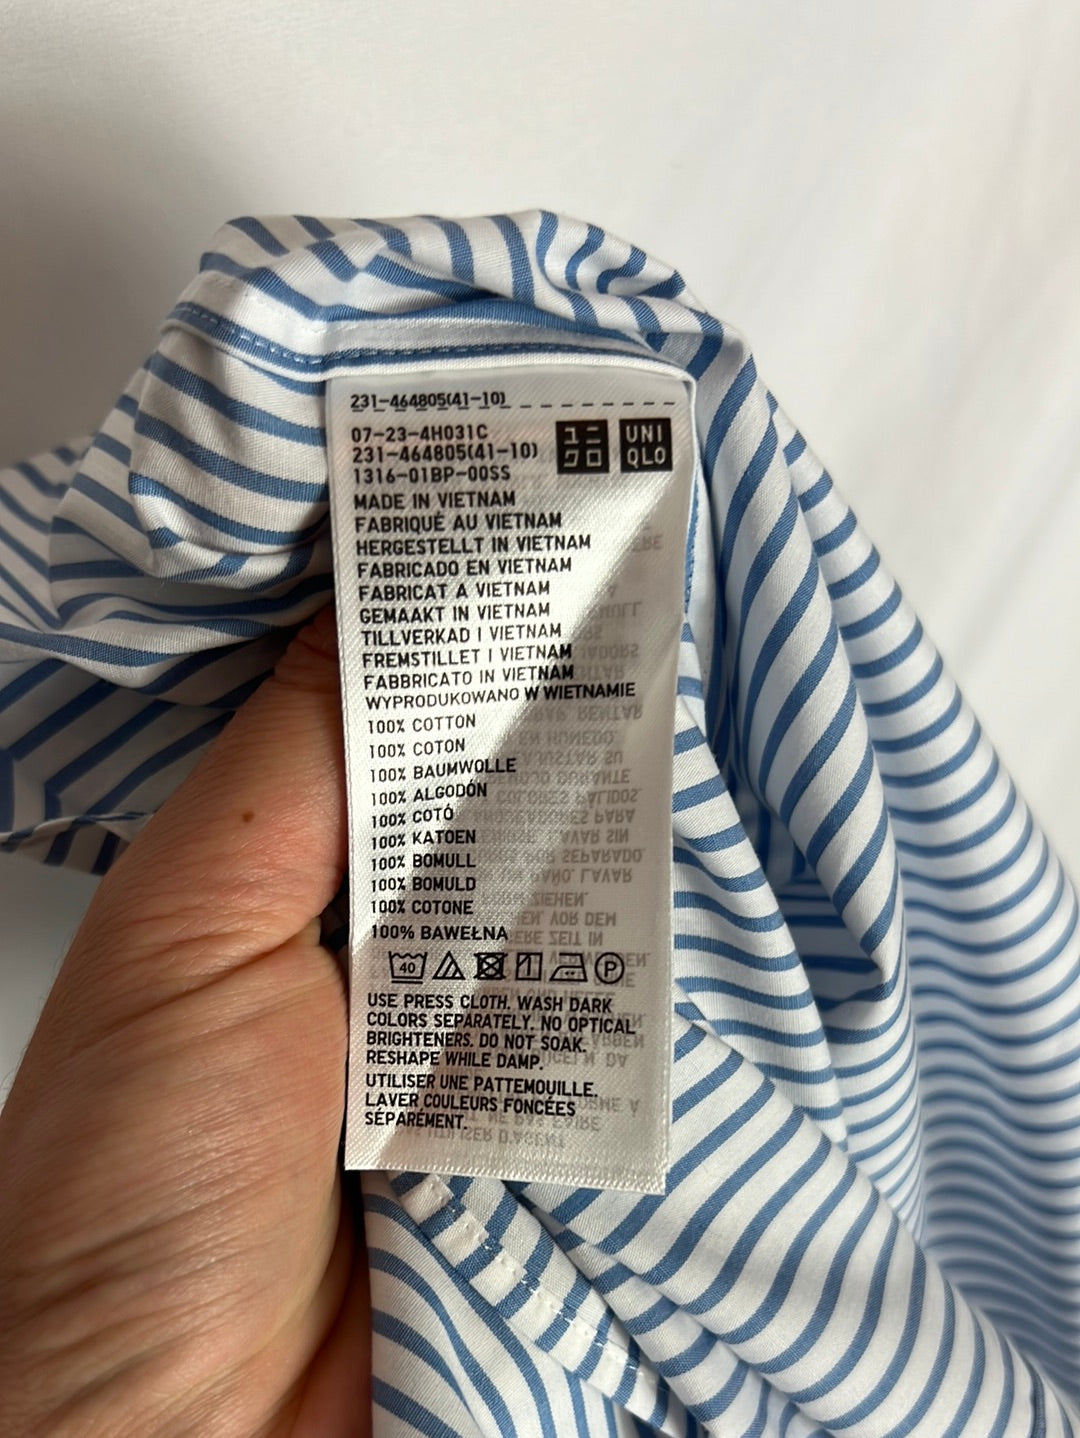 231-464805(41-10)
07-23-4H031C
231-464805(41-10)
1316-01BP-00SS
ユニ
クロ
UNI
QLO
MADE IN VIETNAM
FABRIQUÉ AU VIETNAM
HERGESTELLT IN VIETNAM
FABRICADO EN VIETNAM
FABRICAT A VIETNAM
GEMAAKT IN VIETNAM
TILLVERKAD I VIETNAM
FREMSTILLET I VIETNAM
FABBRICATO IN VIETNAM
WYPRODUKOWANO W WIETNAMIE
100% COTTON
100% COTON
100% BAUMWOLLE
100% ALGODÓN
100% COTÓ
100% KATOEN
100% BOMULL
100% BOMULD
100% COTONE
100% BAWEŁNA
40 P
USE PRESS CLOTH. WASH DARK
COLORS SEPARATELY. NO OPTICAL
BRIGHTENERS. DO NOT SOAK.
RESHAPE WHILE DAMP.
UTILISER UNE PATTEMOUILLE.
LAVER COULEURS FONCÉES
SÉPARÉMENT.